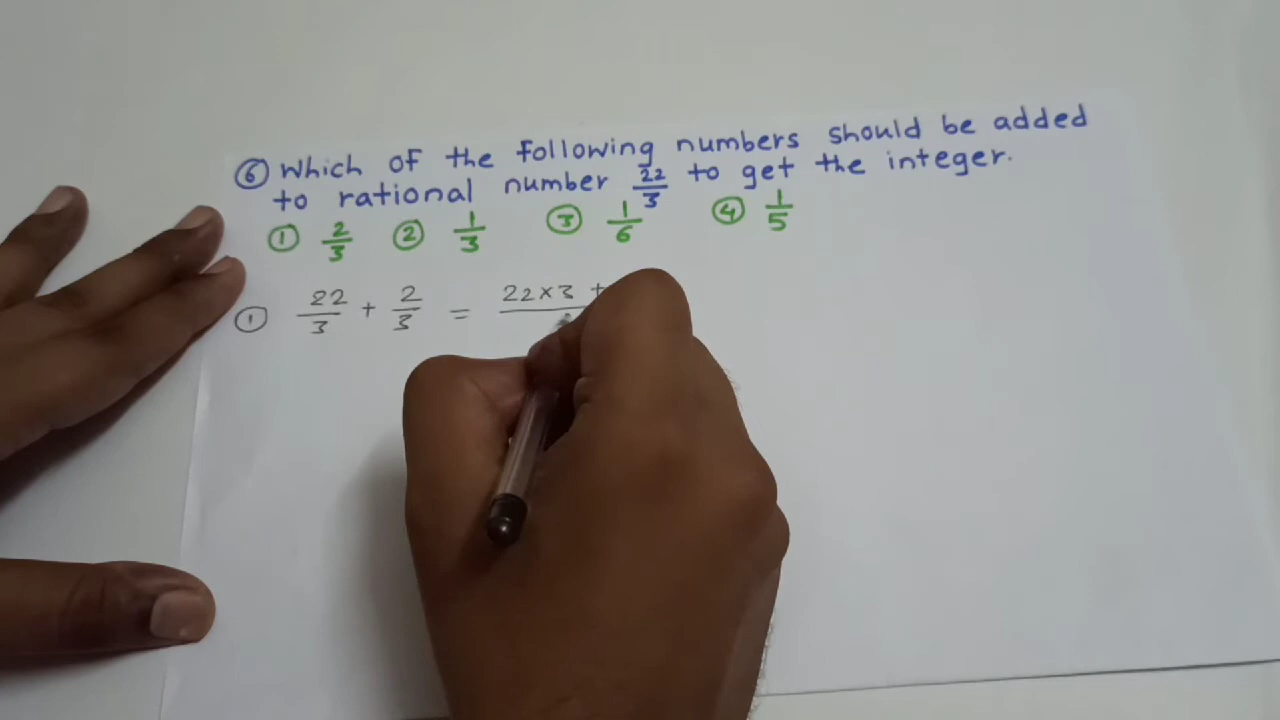 ⑥ Which of the following numbers should be added
to rational number 22/3 to get the integer.
① 2/3 ② 1/3 ③ 1/6 ④ 1/5
① 22/3 + 2/3 = 22×3 +